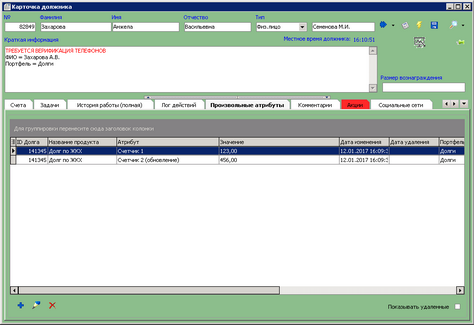 Карточка должника
№ Фамилия Имя Отчество Тип
82849 Захарова Анжела Васильевна Физ.лицо Семенова М.И.
Краткая информация Местное время должника: 16:10:51
100%
ТРЕБУЕТСЯ ВЕРИФИКАЦИЯ ТЕЛЕФОНОВ
ФИО = Захарова А.В.
Портфель = Долги
Размер вознаграждения
Счета Задачи История работы (полная) Лог действий Произвольные атрибуты Комментарии Акции Социальные сети
Для группировки перенесите сюда заголовок колонки
ID Долга Название продукта Атрибут Значение Дата изменения Дата удаления Портфель
141345 Долг по ЖКХ Счетчик 1 123,00 12.01.2017 16:09: Долги
141345 Долг по ЖКХ Счетчик 2 (обновление) 456,00 12.01.2017 16:09: Долги
Показывать удаленные